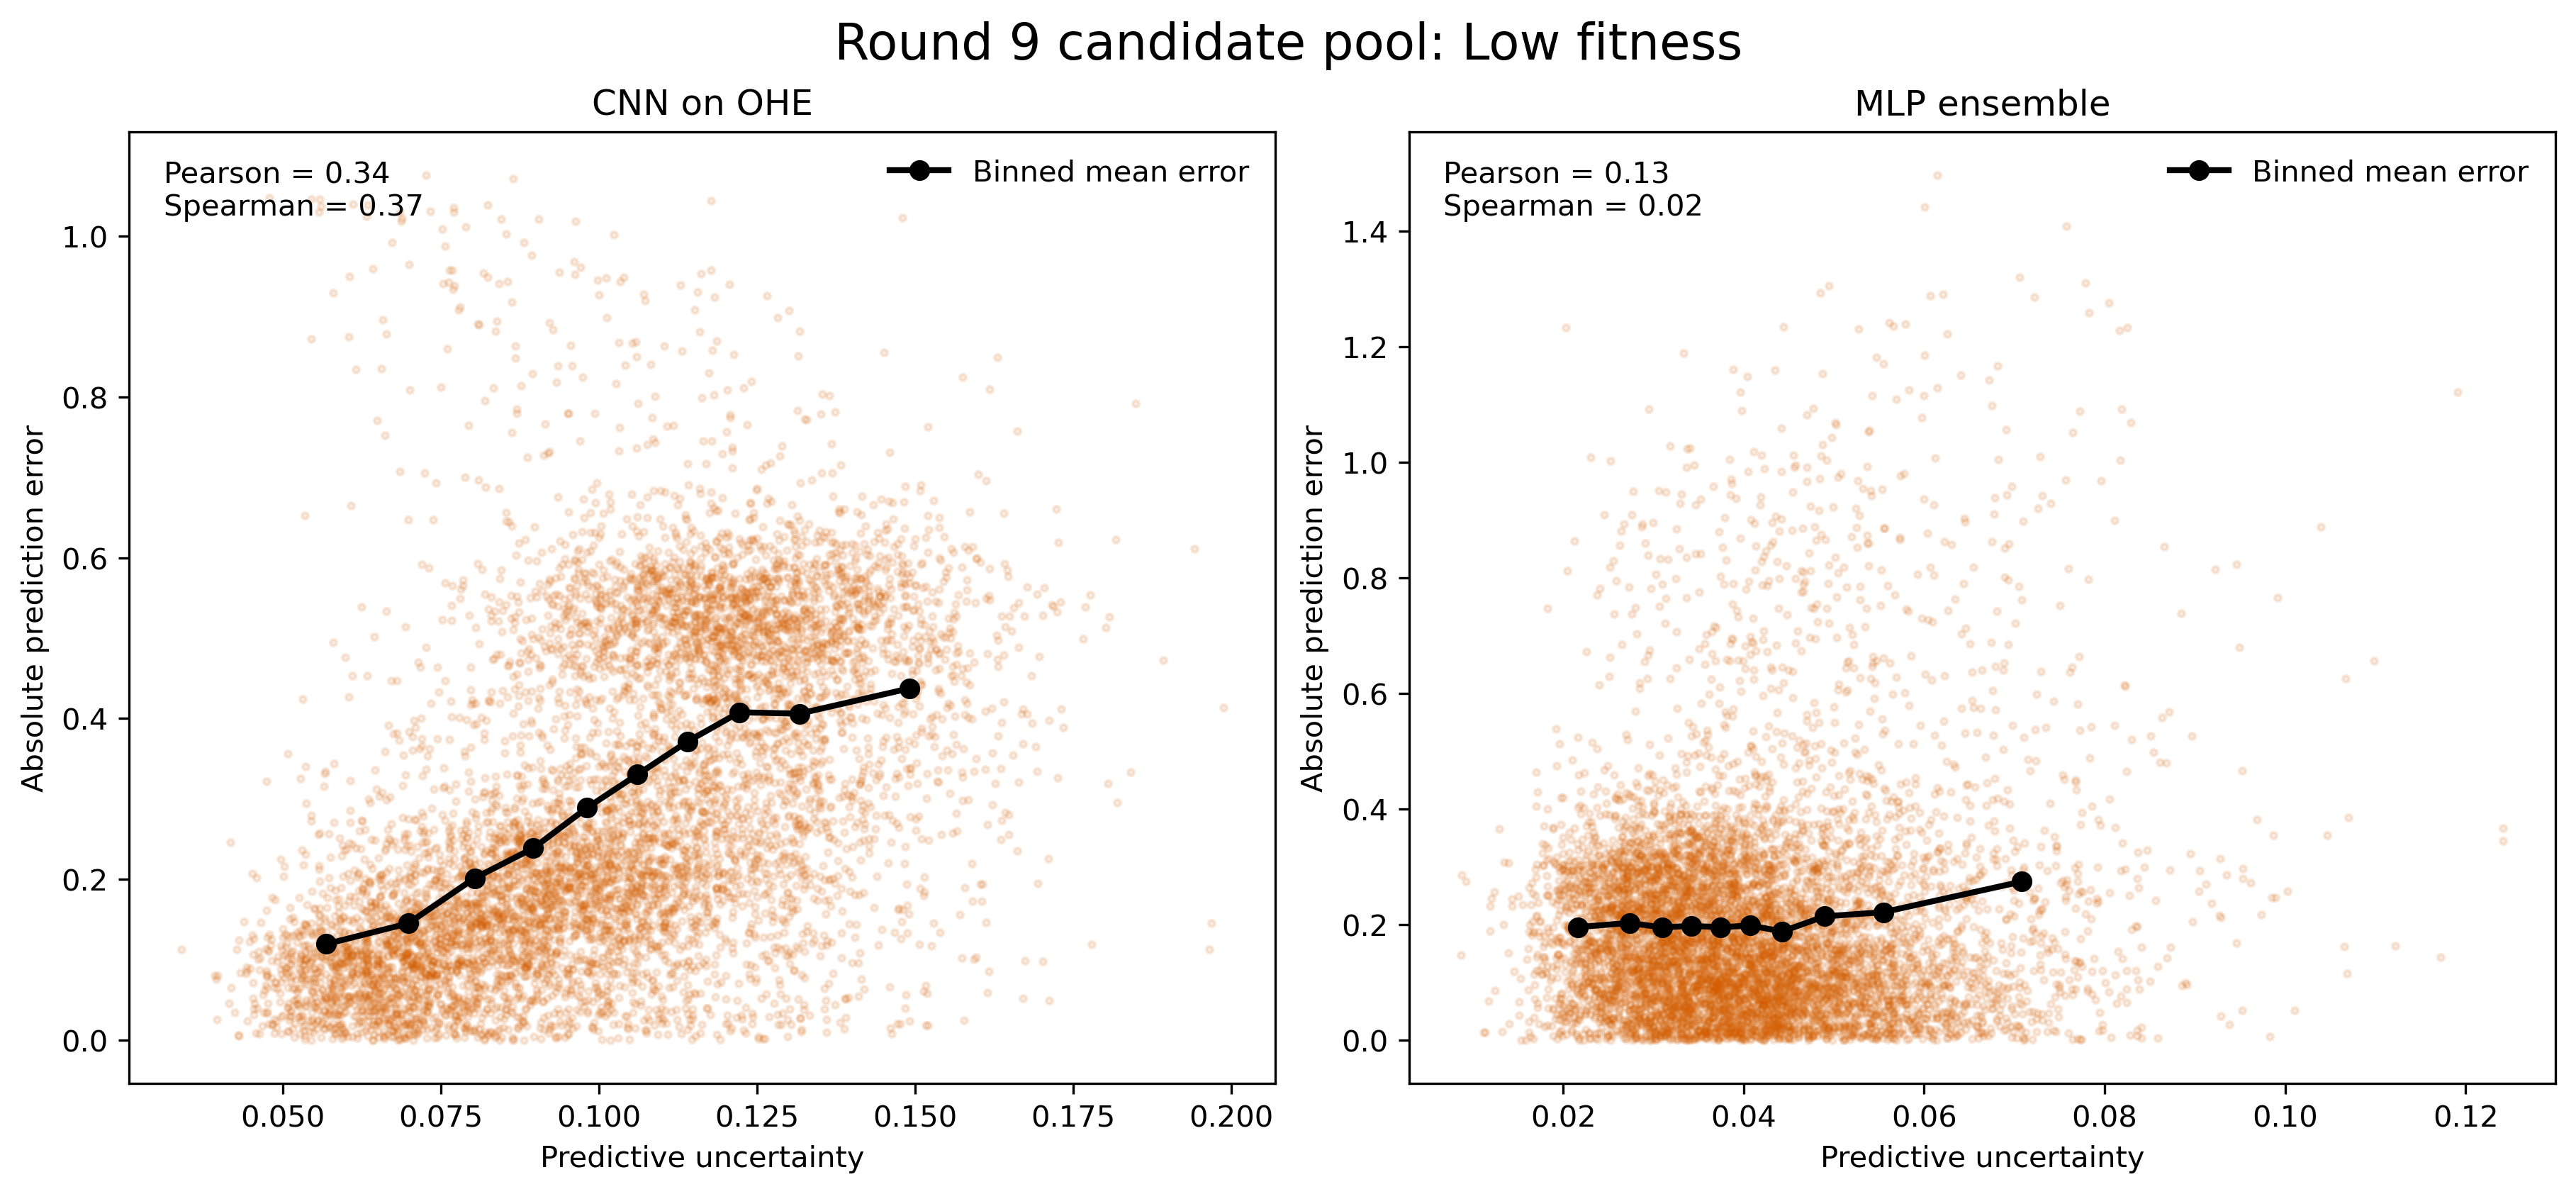 Round 9 candidate pool: Low fitness
CNN on OHE
Pearson = 0.34
Spearman = 0.37
Binned mean error
Absolute prediction error
1.0
0.8
0.6
0.4
0.2
0.0
0.050 0.075 0.100 0.125 0.150 0.175 0.200
Predictive uncertainty
MLP ensemble
Pearson = 0.13
Spearman = 0.02
Binned mean error
Absolute prediction error
1.4
1.2
1.0
0.8
0.6
0.4
0.2
0.0
0.02 0.04 0.06 0.08 0.10 0.12
Predictive uncertainty